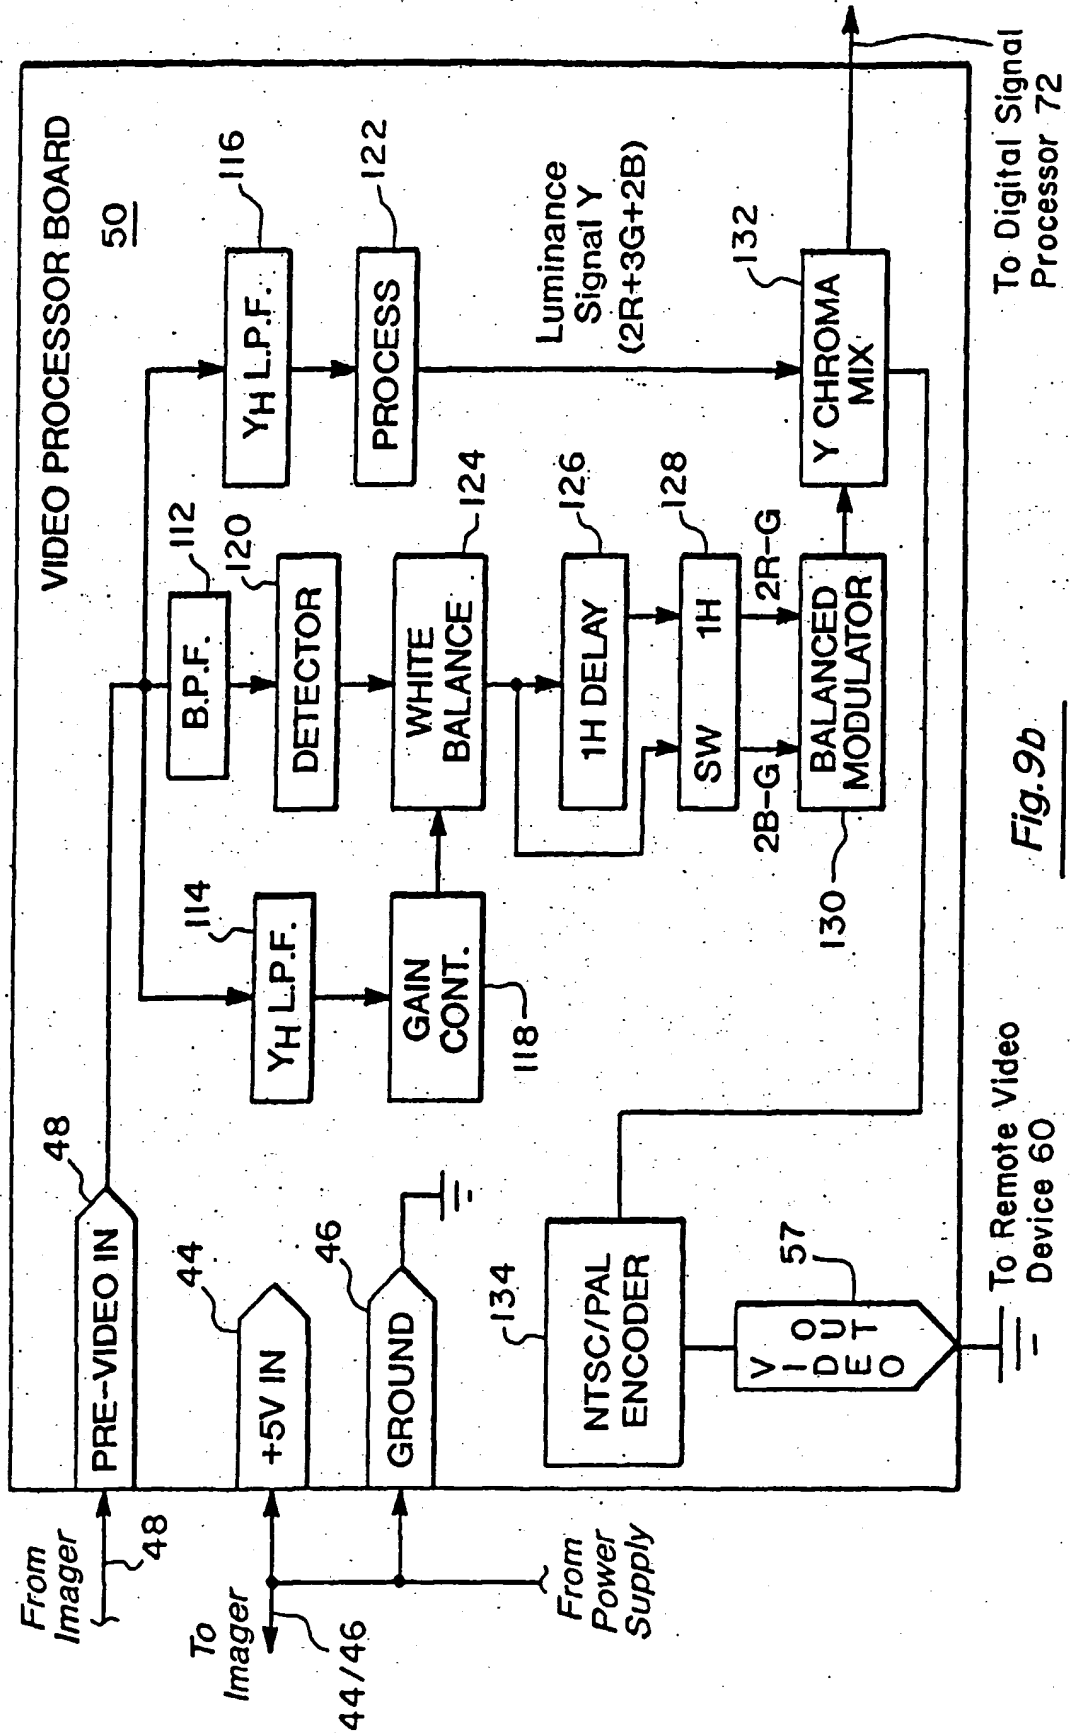 VIDEO PROCESSOR BOARD
50
From
Imager
48
PRE-VIDEO IN
48
To
Imager
44/46
+5V IN
44
GROUND
46
From
Power
Supply
B.P.F.
112
YH L.P.F.
114
YH L.P.F.
116
GAIN
CONT.
118
DETECTOR
120
PROCESS
122
WHITE
BALANCE
124
1H DELAY
126
SW 1H
128
2B-G
2R-G
BALANCED
MODULATOR
130
Luminance
Signal Y
(2R+3G+2B)
Y CHROMA
MIX
132
NTSC/PAL
ENCODER
134
VIDEO
OUT
57
To Remote Video
Device 60
To Digital Signal
Processor 72
Fig.9b